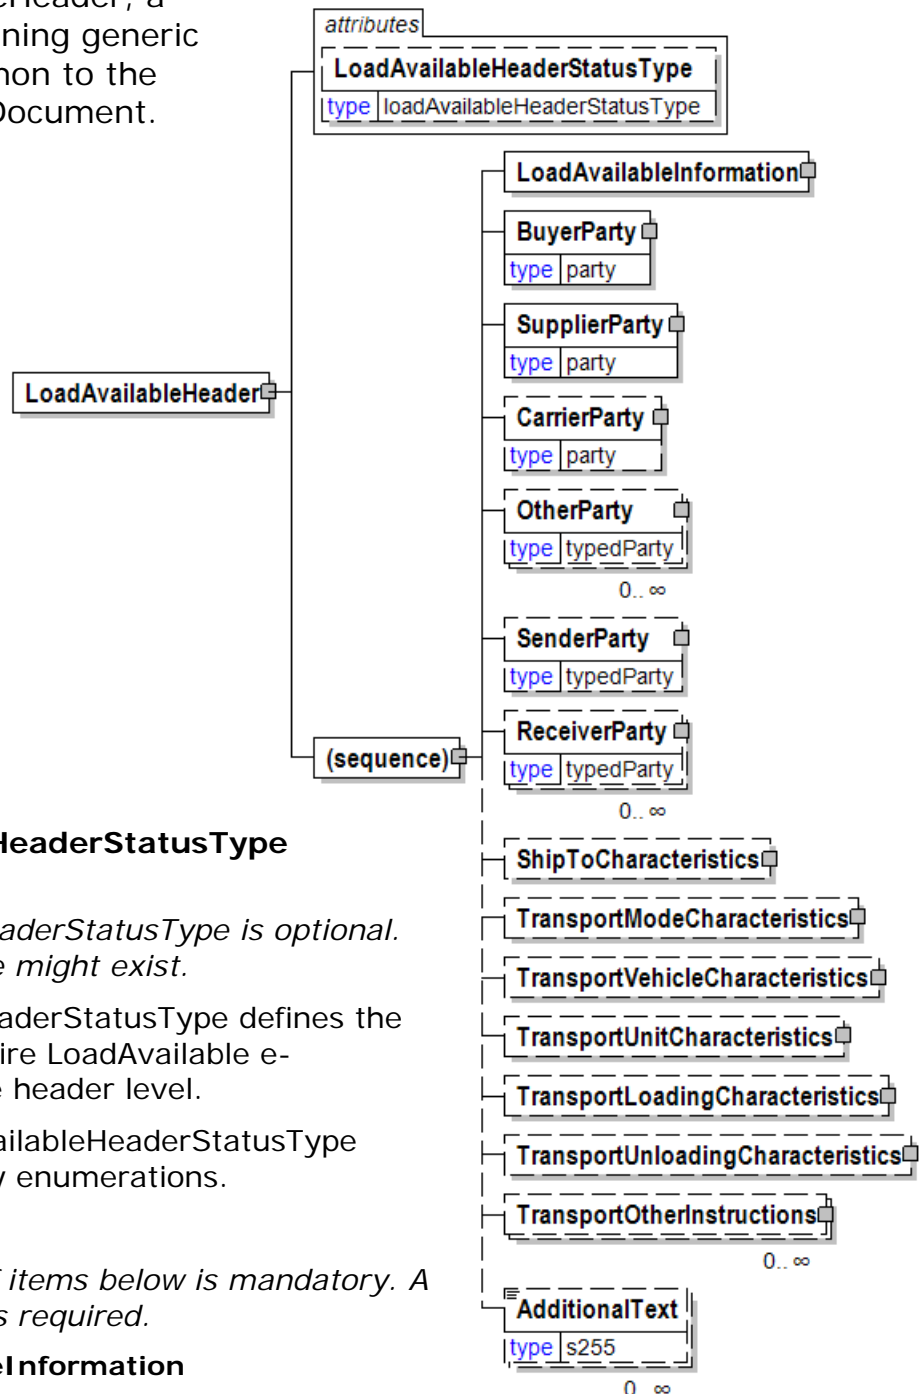 eHeader, a
ning generic
non to the
Document.
attributes
LoadAvailableHeaderStatusType
type loadAvailableHeaderStatusType
LoadAvailableInformation
BuyerParty
type party
SupplierParty
type party
LoadAvailableHeader
CarrierParty
type party
OtherParty
type typedParty
0.. ∞
SenderParty
type typedParty
ReceiverParty
type typedParty
(sequence)
0.. ∞
HeaderStatusType
ShipToCharacteristics
aderStatusType is optional.
e might exist.
TransportModeCharacteristics
TransportVehicleCharacteristics
aderStatusType defines the
ire LoadAvailable e-
e header level.
TransportUnitCharacteristics
TransportLoadingCharacteristics
ailableHeaderStatusType
y enumerations.
TransportUnloadingCharacteristics
TransportOtherInstructions
0.. ∞
items below is mandatory. A
s required.
AdditionalText
type s255
eInformation
0.. ∞